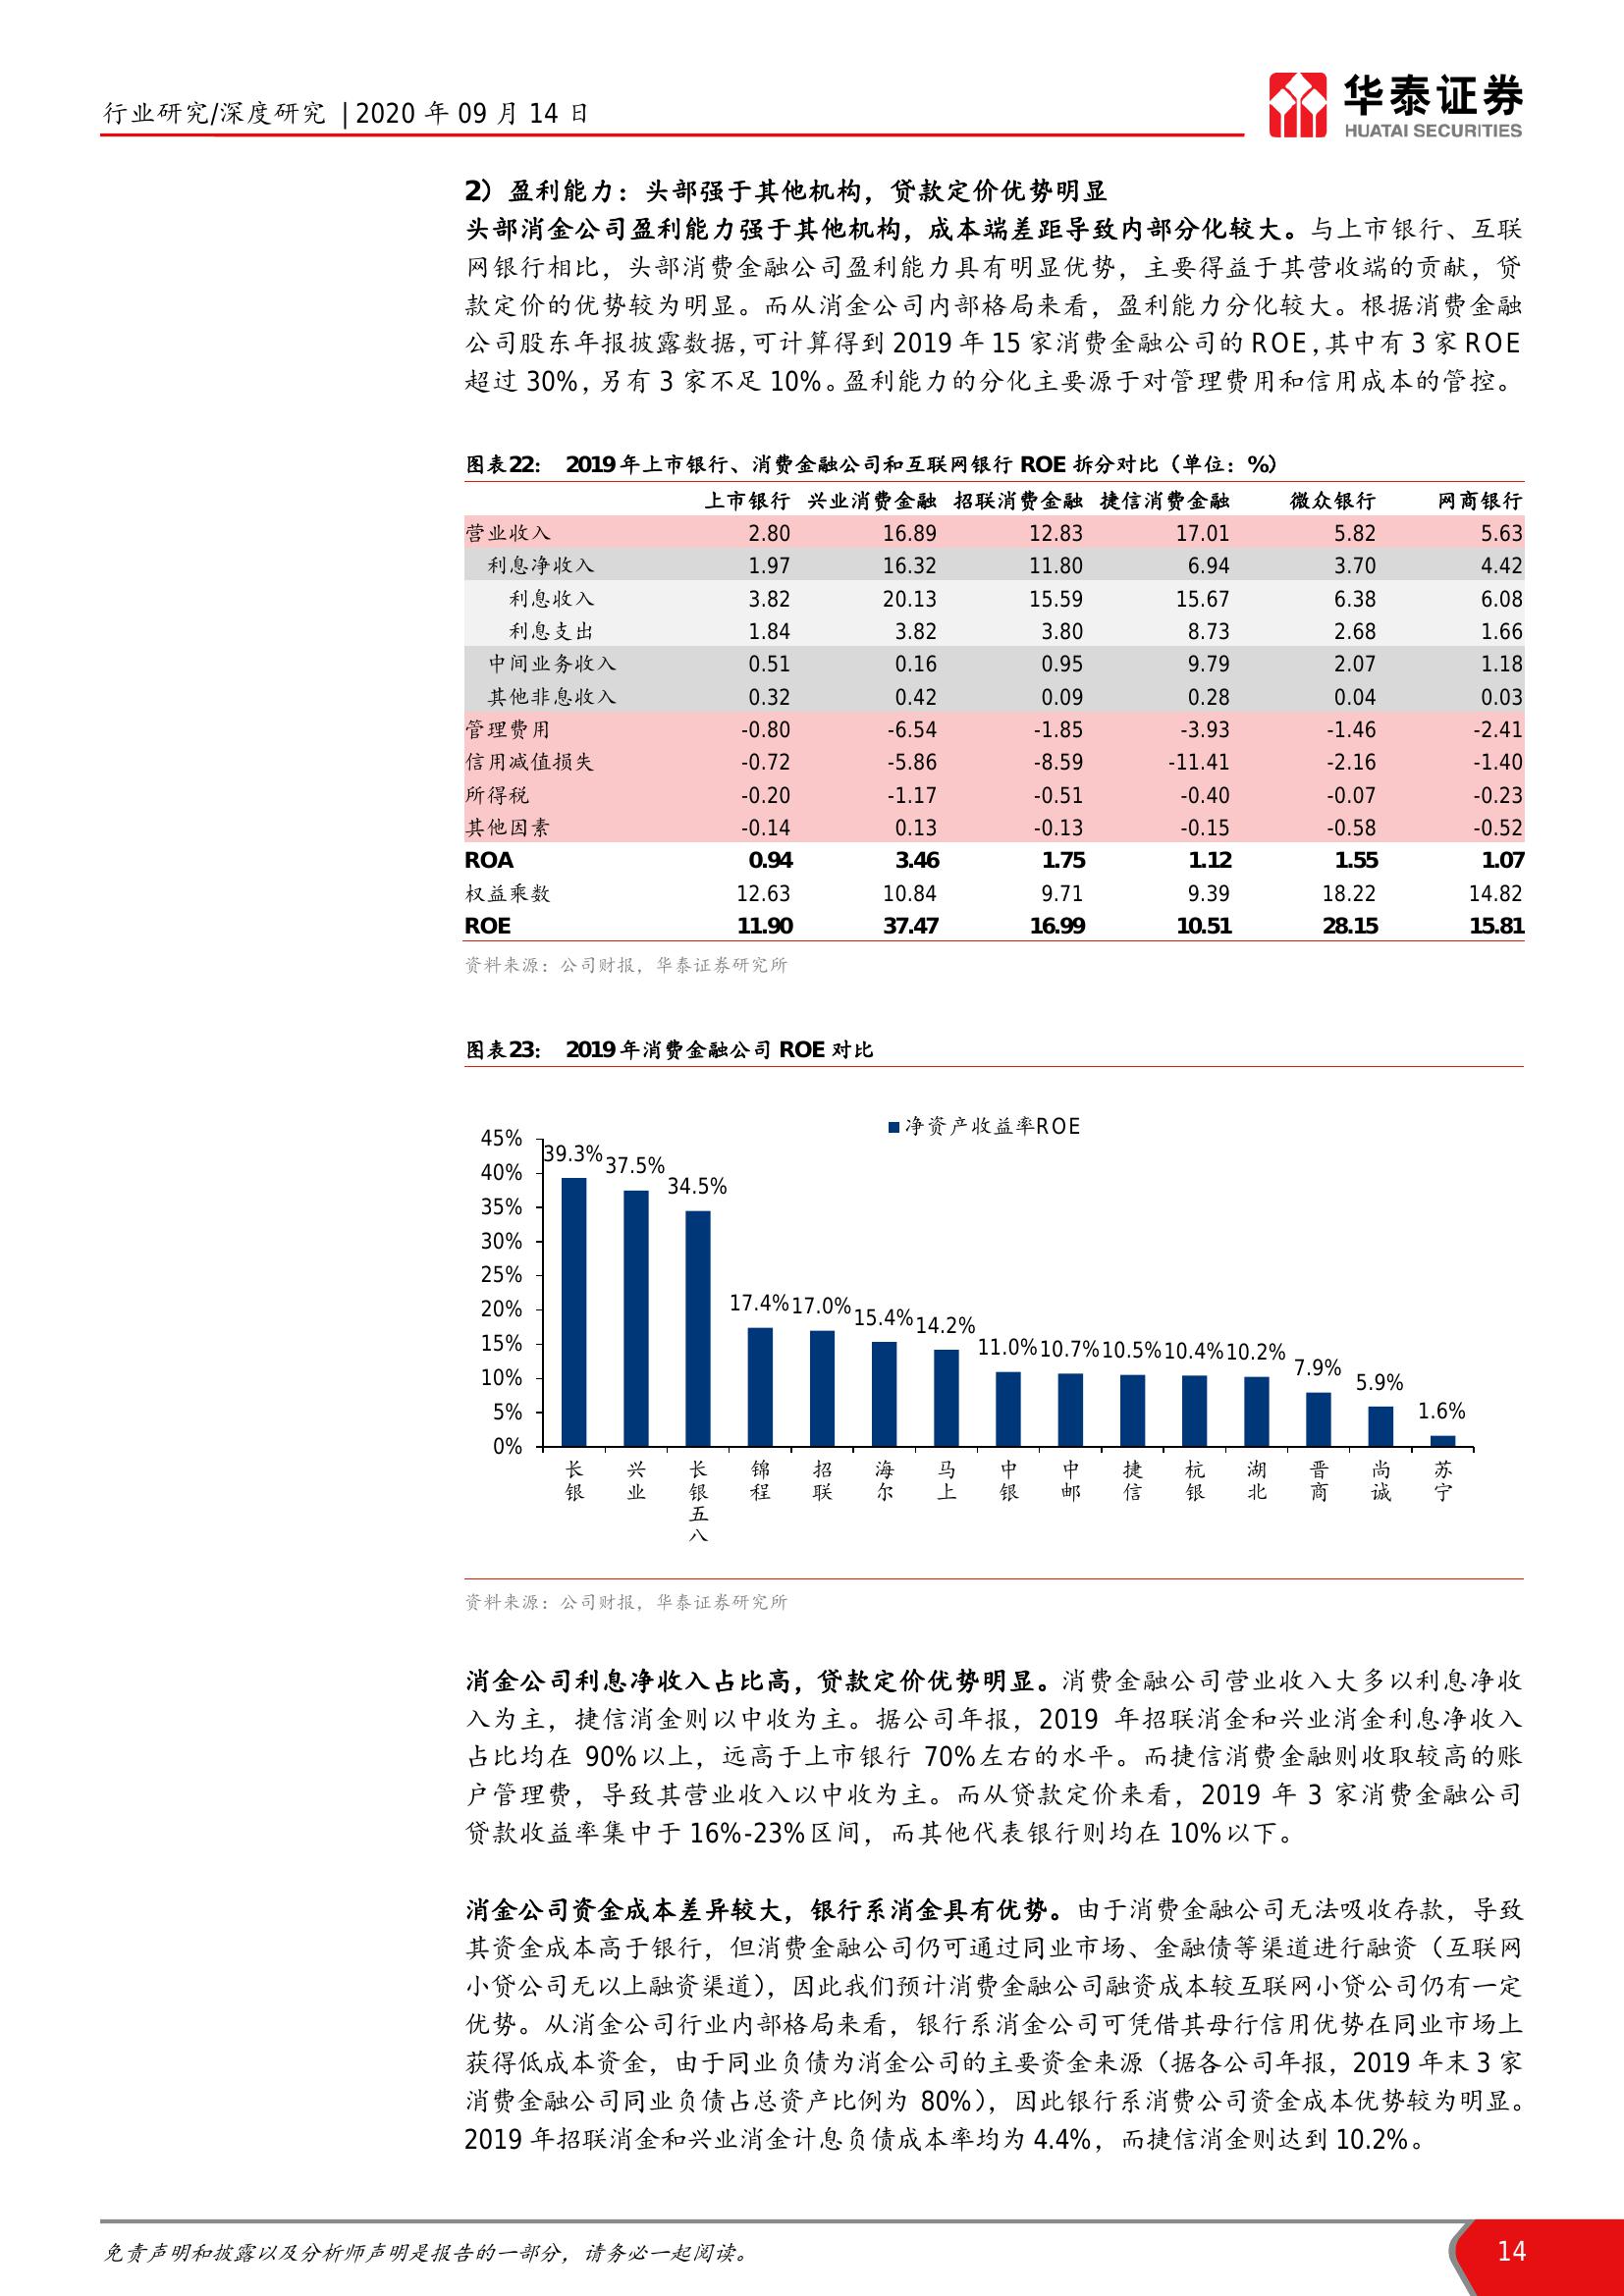 行业研究/深度研究 | 2020 年 09 月 14 日
华泰证券
HUATAI SECURITIES
2）盈利能力：头部强于其他机构，贷款定价优势明显
头部消金公司盈利能力强于其他机构，成本端差距导致内部分化较大。与上市银行、互联
网银行相比，头部消费金融公司盈利能力具有明显优势，主要得益于其营收端的贡献，贷
款定价的优势较为明显。而从消金公司内部格局来看，盈利能力分化较大。根据消费金融
公司股东年报披露数据，可计算得到 2019 年 15 家消费金融公司的 ROE，其中有 3 家 ROE
超过 30%，另有 3 家不足 10%。盈利能力的分化主要源于对管理费用和信用成本的管控。
图表22： 2019 年上市银行、消费金融公司和互联网银行 ROE 拆分对比（单位：%）
上市银行 兴业消费金融 招联消费金融 捷信消费金融 微众银行 网商银行
营业收入 2.80 16.89 12.83 17.01 5.82 5.63
利息净收入 1.97 16.32 11.80 6.94 3.70 4.42
利息收入 3.82 20.13 15.59 15.67 6.38 6.08
利息支出 1.84 3.82 3.80 8.73 2.68 1.66
中间业务收入 0.51 0.16 0.95 9.79 2.07 1.18
其他非息收入 0.32 0.42 0.09 0.28 0.04 0.03
管理费用 -0.80 -6.54 -1.85 -3.93 -1.46 -2.41
信用减值损失 -0.72 -5.86 -8.59 -11.41 -2.16 -1.40
所得税 -0.20 -1.17 -0.51 -0.40 -0.07 -0.23
其他因素 -0.14 0.13 -0.13 -0.15 -0.58 -0.52
ROA 0.94 3.46 1.75 1.12 1.55 1.07
权益乘数 12.63 10.84 9.71 9.39 18.22 14.82
ROE 11.90 37.47 16.99 10.51 28.15 15.81
资料来源：公司财报，华泰证券研究所
图表23： 2019 年消费金融公司 ROE 对比
净资产收益率ROE
45%
40%
35%
30%
25%
20%
15%
10%
5%
0%
39.3% 37.5% 34.5% 17.4% 17.0% 15.4% 14.2% 11.0% 10.7% 10.5% 10.4% 10.2% 7.9% 5.9% 1.6%
长银 兴业 长银五八 锦程 招联 海尔 马上 中银 中邮 捷信 杭银 湖北 晋商 尚诚 苏宁
资料来源：公司财报，华泰证券研究所
消金公司利息净收入占比高，贷款定价优势明显。消费金融公司营业收入大多以利息净收
入为主，捷信消金则以中收为主。据公司年报，2019 年招联消金和兴业消金利息净收入
占比均在 90%以上，远高于上市银行 70%左右的水平。而捷信消费金融则收取较高的账
户管理费，导致其营业收入以中收为主。而从贷款定价来看，2019 年 3 家消费金融公司
贷款收益率集中于 16%-23%区间，而其他代表银行则均在 10%以下。
消金公司资金成本差异较大，银行系消金具有优势。由于消费金融公司无法吸收存款，导致
其资金成本高于银行，但消费金融公司仍可通过同业市场、金融债等渠道进行融资（互联网
小贷公司无以上融资渠道），因此我们预计消费金融公司融资成本较互联网小贷公司仍有一定
优势。从消金公司行业内部格局来看，银行系消金公司可凭借其母行信用优势在同业市场上
获得低成本资金，由于同业负债为消金公司的主要资金来源（据各公司年报，2019 年末 3 家
消费金融公司同业负债占总资产比例为 80%），因此银行系消费公司资金成本优势较为明显。
2019 年招联消金和兴业消金计息负债成本率均为 4.4%，而捷信消金则达到 10.2%。
免责声明和披露以及分析师声明是报告的一部分，请务必一起阅读。
14